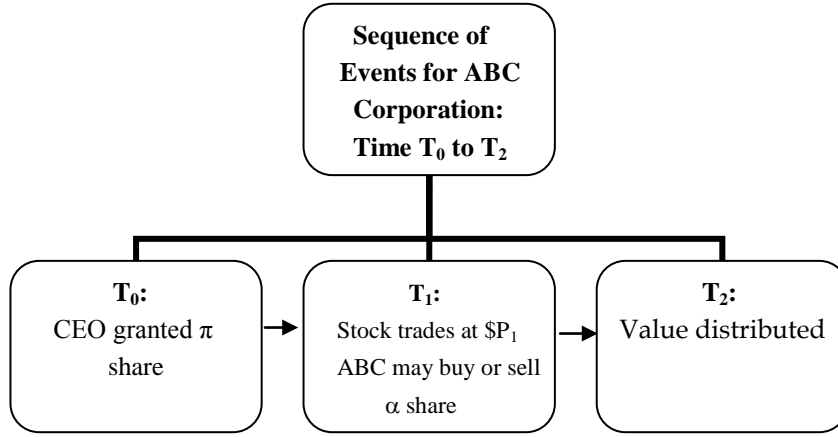 Sequence of
Events for ABC
Corporation:
Time T₀ to T₂
T₀:
CEO granted π
share
T₁:
Stock trades at $P₁
ABC may buy or sell
α share
T₂:
Value distributed